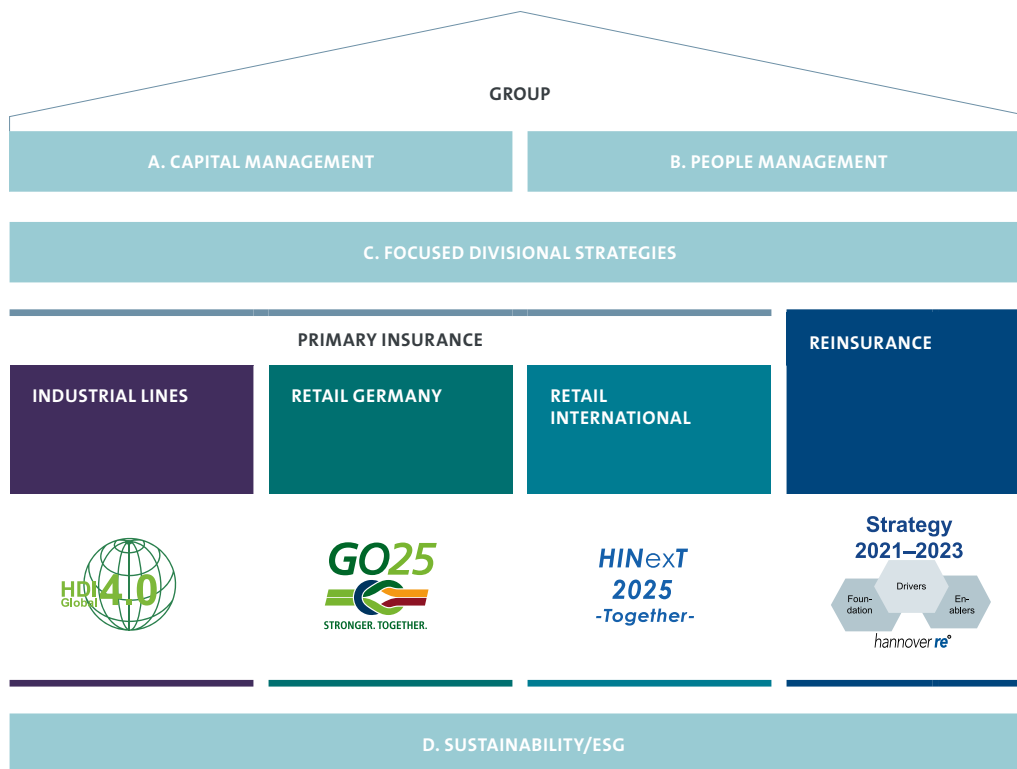 GROUP
A. CAPITAL MANAGEMENT
B. PEOPLE MANAGEMENT
C. FOCUSED DIVISIONAL STRATEGIES
PRIMARY INSURANCE
REINSURANCE
INDUSTRIAL LINES
RETAIL GERMANY
RETAIL
INTERNATIONAL
HDI
Global
4.0
GO25
STRONGER. TOGETHER.
HINexT
2025
-Together-
Strategy
2021–2023
Drivers
Foun-
dation
En-
ablers
hannover re°
D. SUSTAINABILITY/ESG